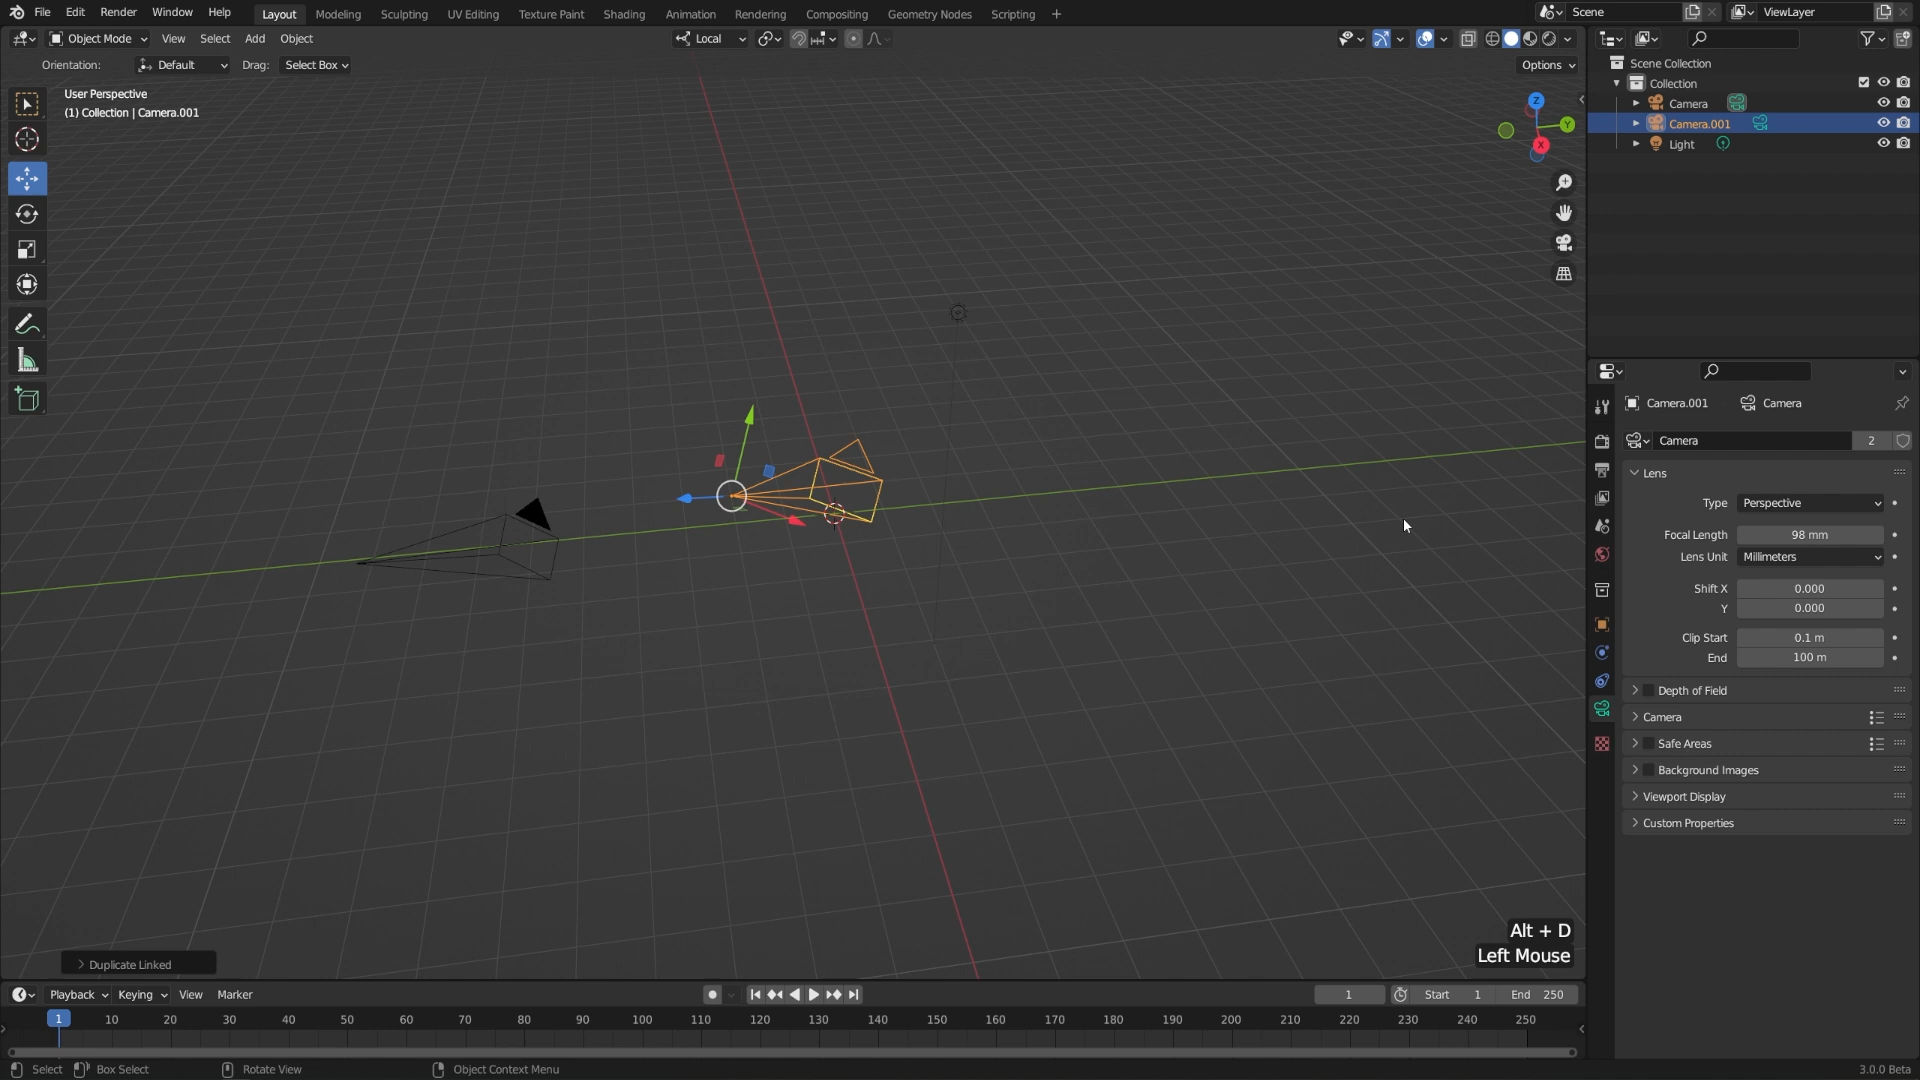 File Edit Render Window Help Layout Modeling Sculpting UV Editing Texture Paint Shading Animation Rendering Compositing Geometry Nodes Scripting + Scene ViewLayer
Object Mode View Select Add Object Local
Orientation: Default Drag: Select Box Options
User Perspective
(1) Collection | Camera.001
Z
Y
X
Scene Collection
Collection
Camera
Camera.001
Light
Camera.001 Camera
Camera 2
Lens
Type Perspective
Focal Length 98 mm
Lens Unit Millimeters
Shift X 0.000
Y 0.000
Clip Start 0.1 m
End 100 m
Depth of Field
Camera
Safe Areas
Background Images
Viewport Display
Custom Properties
Alt + D
Left Mouse
Duplicate Linked
Playback Keying View Marker 1 Start 1 End 250
1 10 20 30 40 50 60 70 80 90 100 110 120 130 140 150 160 170 180 190 200 210 220 230 240 250
Select Box Select Rotate View Object Context Menu 3.0.0 Beta